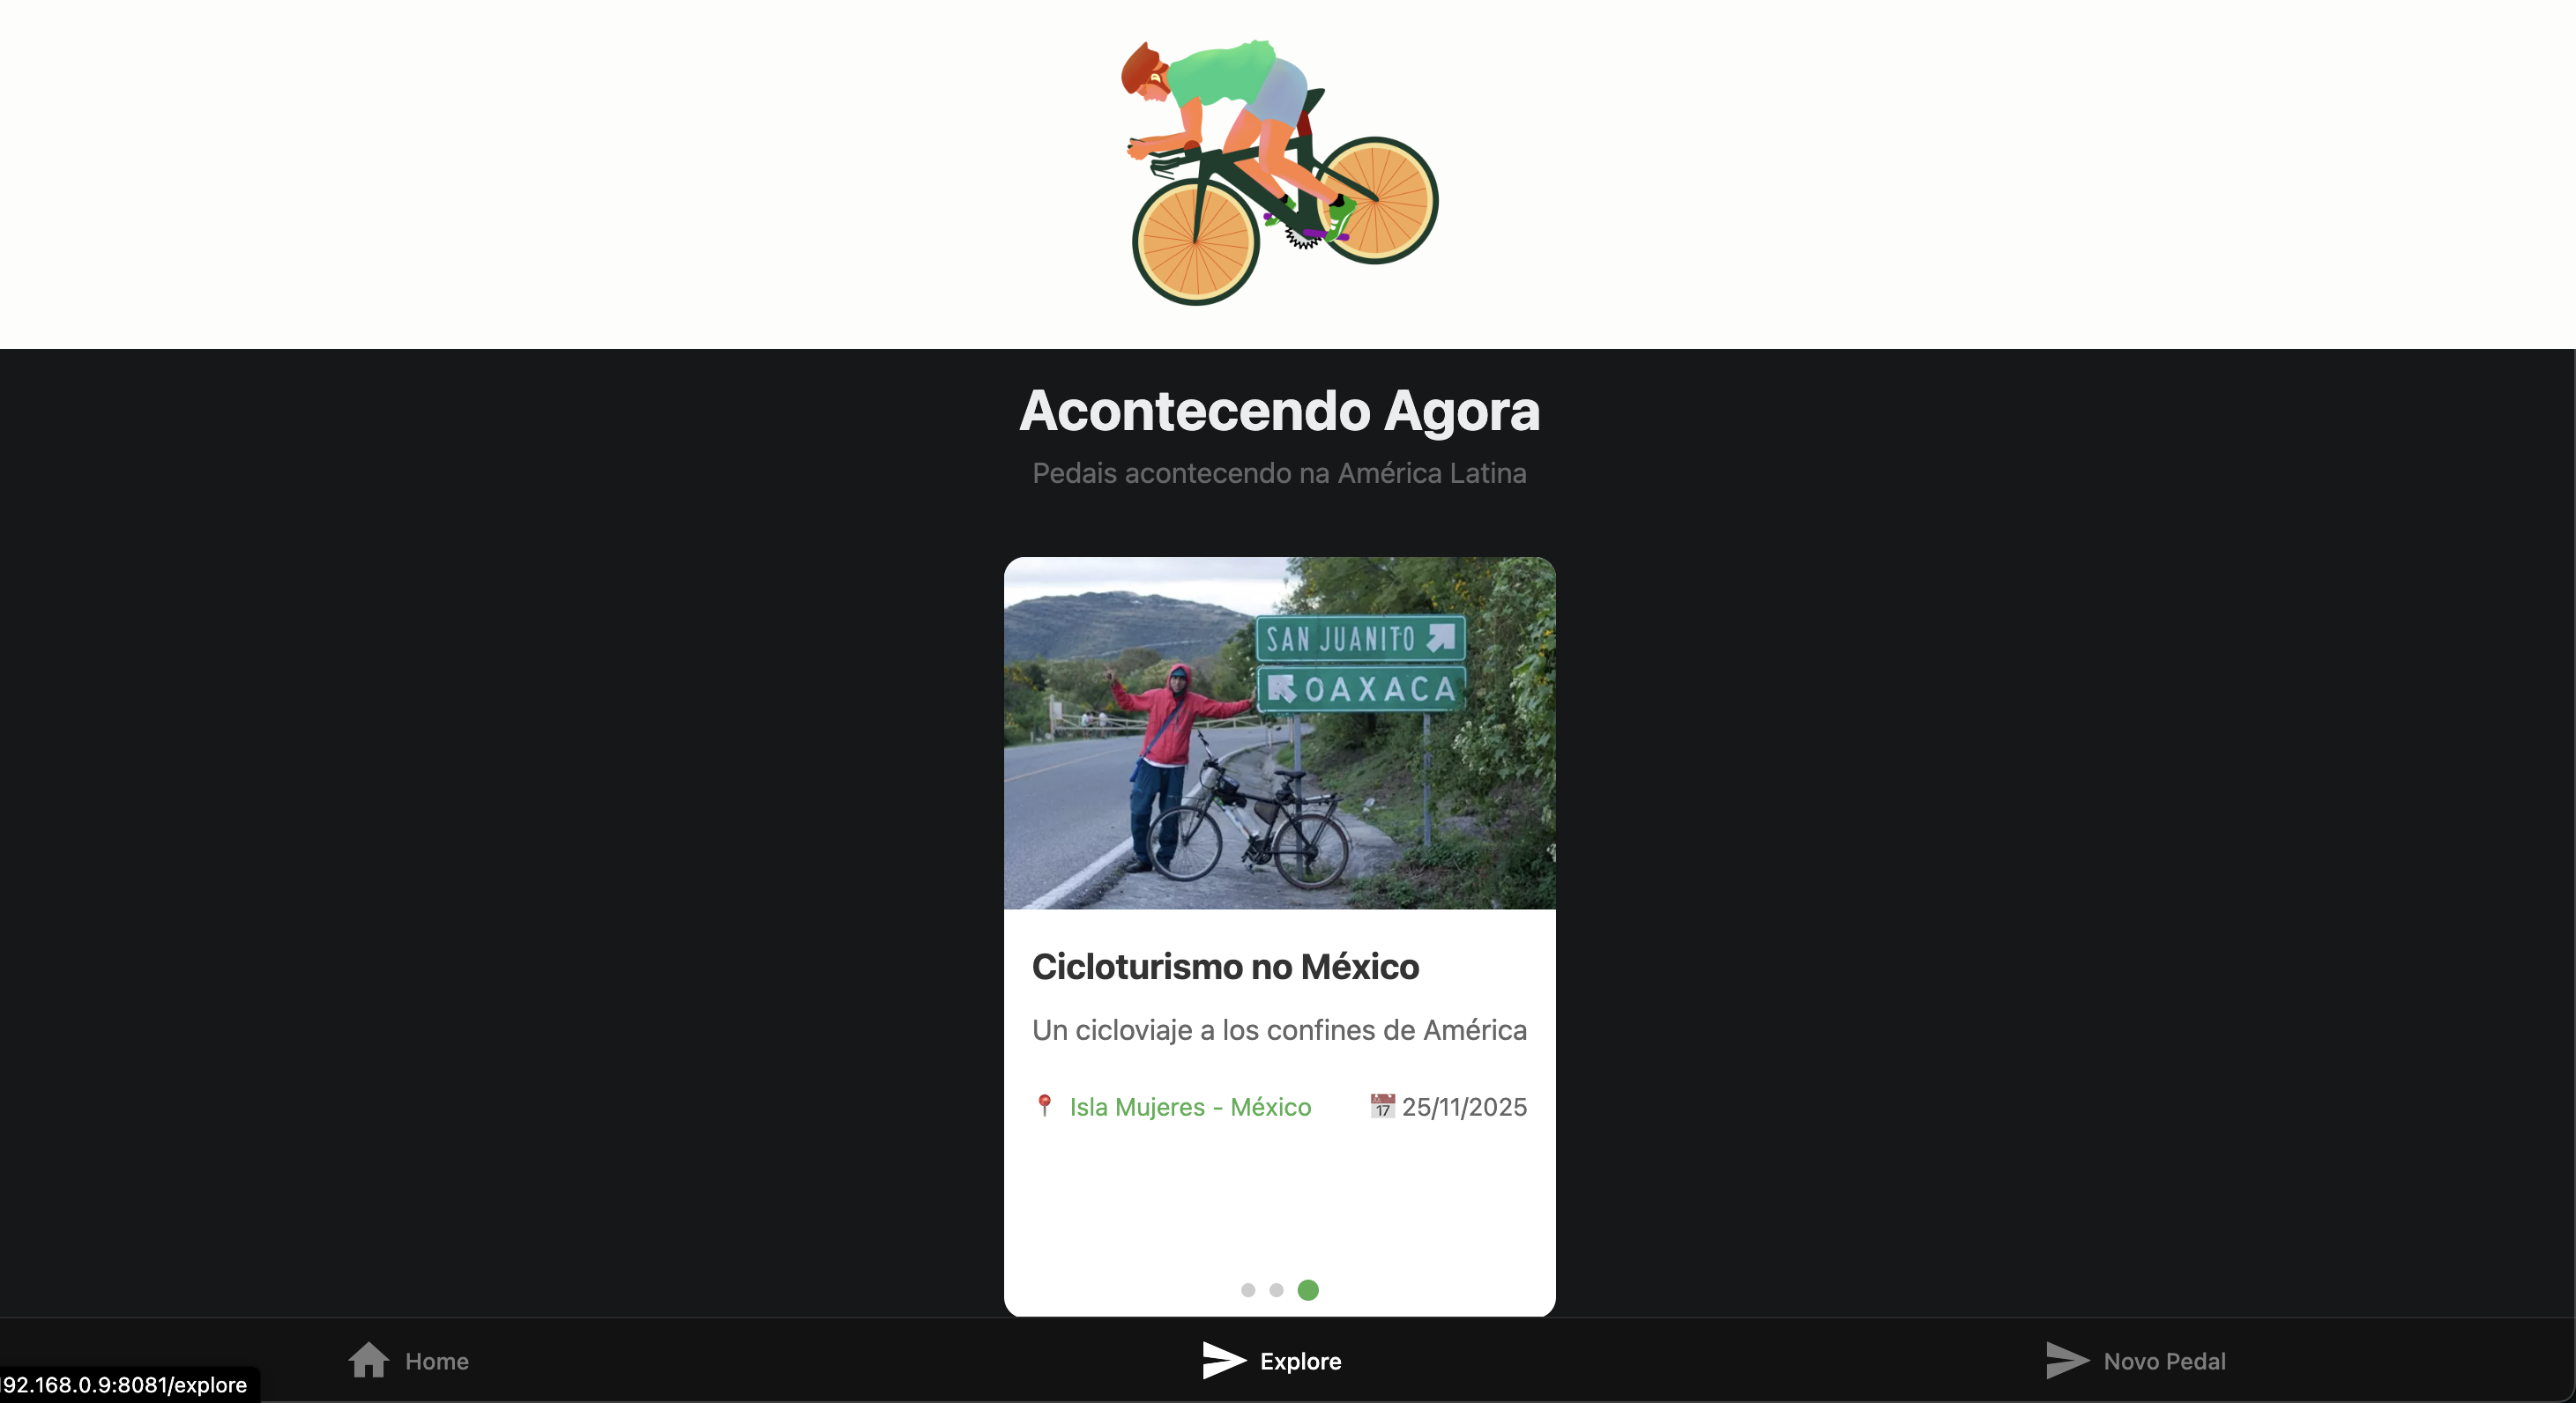 Acontecendo Agora
Pedais acontecendo na América Latina
SAN JUANITO
OAXACA
Cicloturismo no México
Un cicloviaje a los confines de América
Isla Mujeres - México
17 25/11/2025
Home
Explore
Novo Pedal
192.168.0.9:8081/explore